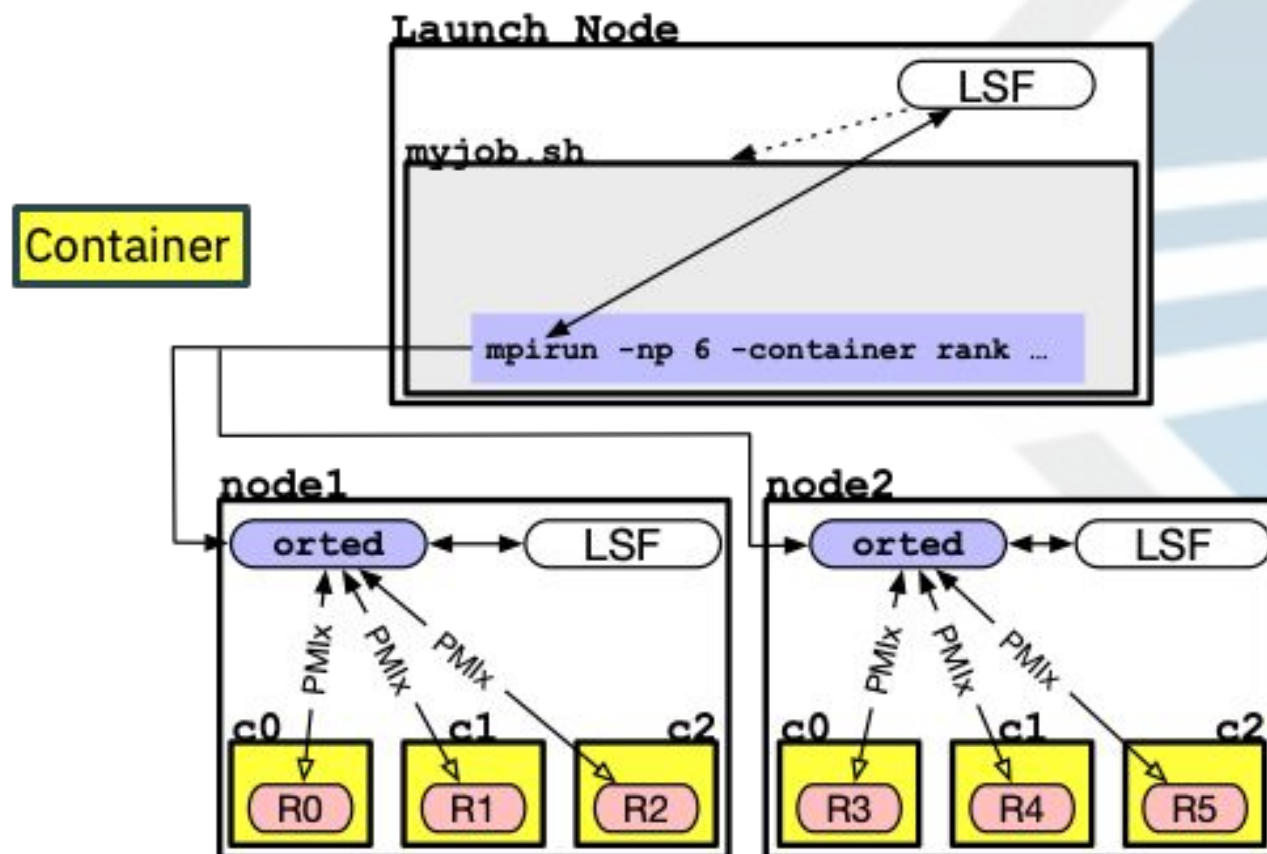 Launch Node
LSF
myjob.sh
Container
mpirun -np 6 -container rank …
node1
node2
orted
LSF
orted
LSF
PMIx
PMIx
PMIx
PMIx
PMIx
PMIx
c0
c1
c2
c0
c1
c2
R0
R1
R2
R3
R4
R5